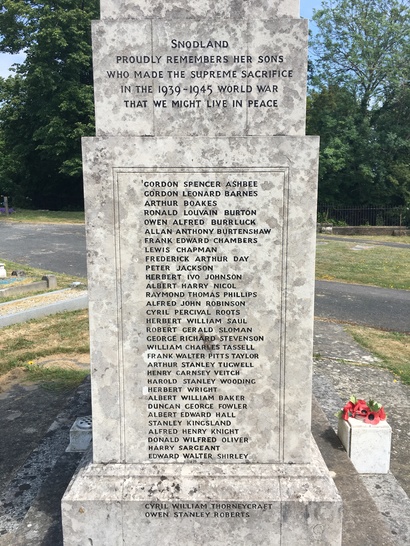 SNODLAND
PROUDLY REMEMBERS HER SONS
WHO MADE THE SUPREME SACRIFICE
IN THE 1939-1945 WORLD WAR
THAT WE MIGHT LIVE IN PEACE
GORDON SPENCER ASHBEE
GORDON LEONARD BARNES
ARTHUR BOAKES
RONALD LOUVAIN BURTON
OWEN ALFRED BURRLUCK
ALLAN ANTHONY BURTENSHAW
FRANK EDWARD CHAMBERS
LEWIS CHAPMAN
FREDERICK ARTHUR DAY
PETER JACKSON
HERBERT IVO JOHNSON
ALBERT HARRY NICOL
RAYMOND THOMAS PHILLIPS
ALFRED JOHN ROBINSON
CYRIL PERCIVAL ROOTS
HERBERT WILLIAM SAUL
ROBERT GERALD SLOMAN
GEORGE RICHARD STEVENSON
WILLIAM CHARLES TASSELL
FRANK WALTER PITTS TAYLOR
ARTHUR STANLEY TUGWELL
HENRY CARNSEY VEITCH
HAROLD STANLEY WOODING
HERBERT WRIGHT
ALBERT WILLIAM BAKER
DUNCAN GEORGE FOWLER
ALBERT EDWARD HALL
STANLEY KINGSLAND
ALFRED HENRY KNIGHT
DONALD WILFRED OLIVER
HARRY SARGEANT
EDWARD WALTER SHIRLEY
CYRIL WILLIAM THORNEYCRAFT
OWEN STANLEY ROBERTS